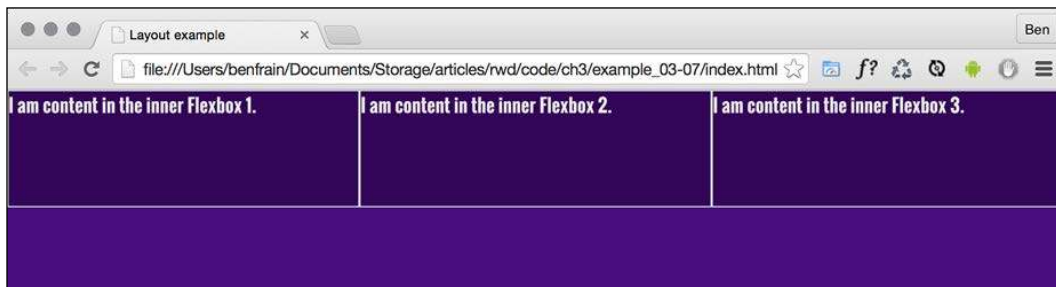 Layout example
Ben
file:///Users/benfrain/Documents/Storage/articles/rwd/code/ch3/example_03-07/index.html
f?
I am content in the inner Flexbox 1.
I am content in the inner Flexbox 2.
I am content in the inner Flexbox 3.